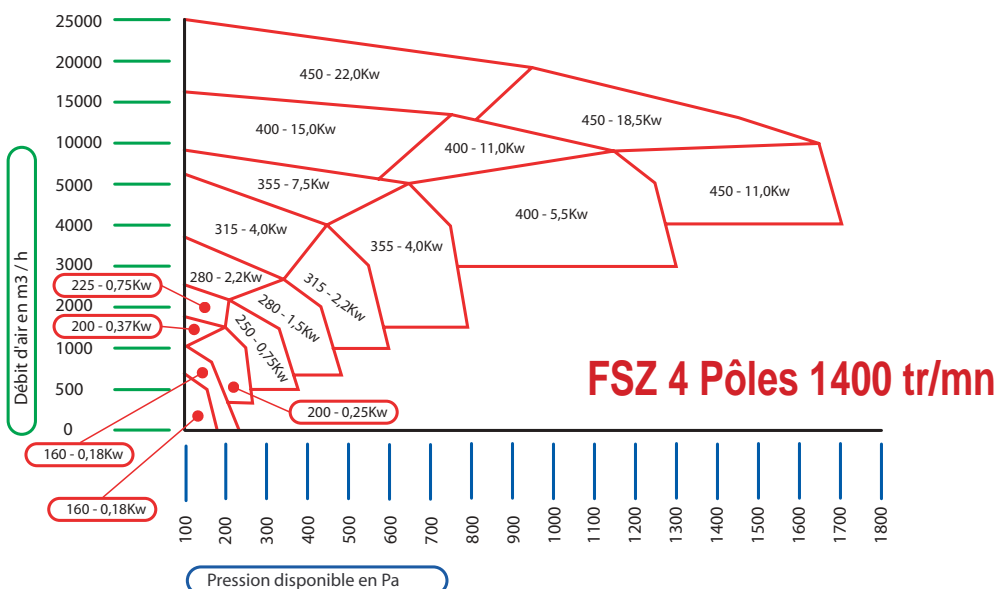 25000
20000
15000
10000
5000
4000
3000
2000
1000
500
0
Débit d'air en m3 / h
450 - 22,0Kw
450 - 18,5Kw
400 - 15,0Kw
400 - 11,0Kw
355 - 7,5Kw
450 - 11,0Kw
400 - 5,5Kw
315 - 4,0Kw
355 - 4,0Kw
280 - 2,2Kw
315 - 2,2Kw
225 - 0,75Kw
280 - 1,5Kw
200 - 0,37Kw
250 - 0,75Kw
FSZ 4 Pôles 1400 tr/mn
200 - 0,25Kw
160 - 0,18Kw
160 - 0,18Kw
100
200
300
400
500
600
700
800
900
1000
1100
1200
1300
1400
1500
1600
1700
1800
Pression disponible en Pa